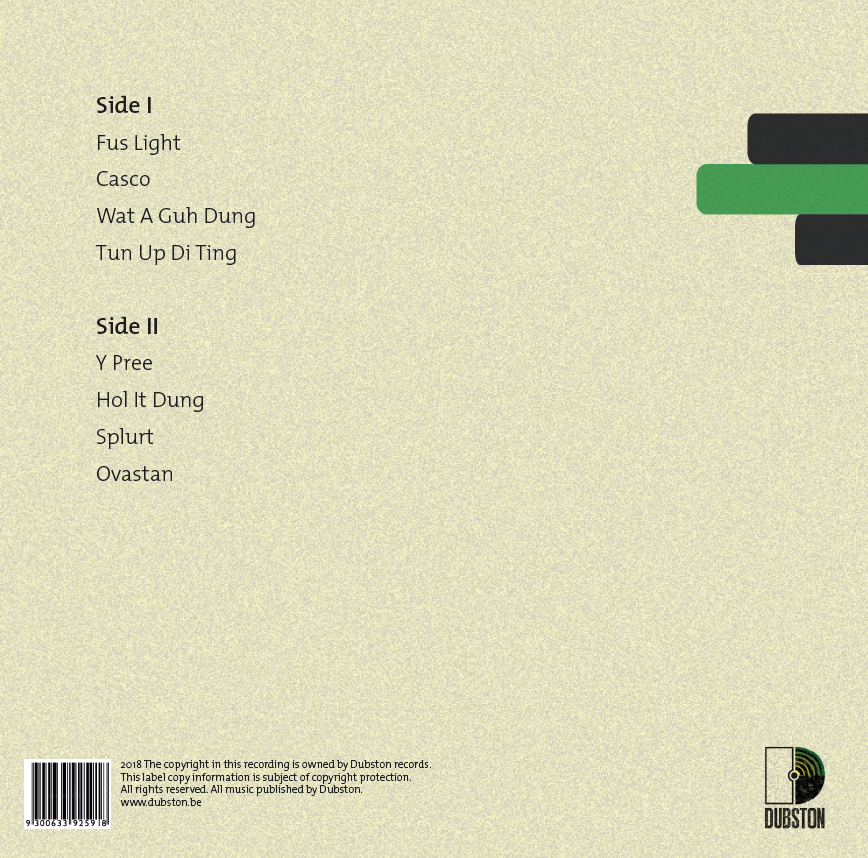 Side I
Fus Light
Casco
Wat A Guh Dung
Tun Up Di Ting
Side II
Y Pree
Hol It Dung
Splurt
Ovastan
2018 The copyright in this recording is owned by Dubston records.
This label copy information is subject of copyright protection.
All rights reserved. All music published by Dubston.
www.dubston.be
9 300633 925918
DUBSTON